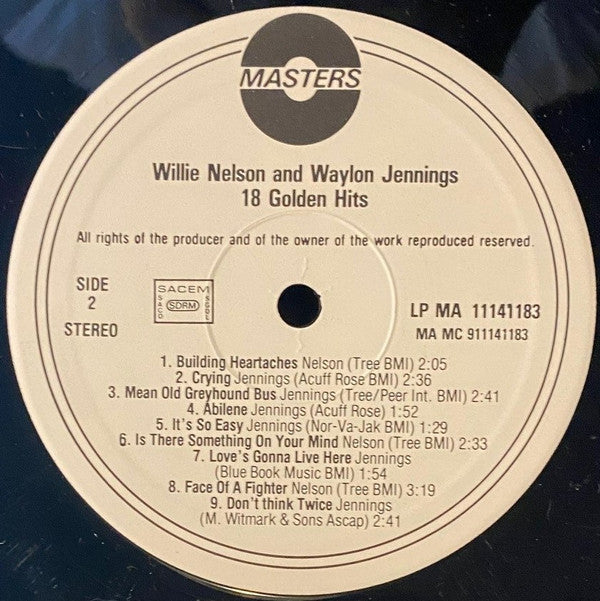 MASTERS
Willie Nelson and Waylon Jennings
18 Golden Hits
All rights of the producer and of the owner of the work reproduced reserved.
SIDE
2
STEREO
SACEM
SACD
SDRM
SGDL
LP MA 11141183
MA MC 911141183
1. Building Heartaches Nelson (Tree BMI) 2:05
2. Crying Jennings (Acuff Rose BMI) 2:36
3. Mean Old Greyhound Bus Jennings (Tree/Peer Int. BMI) 2:41
4. Abilene Jennings (Acuff Rose) 1:52
5. It's So Easy Jennings (Nor-Va-Jak BMI) 1:29
6. Is There Something On Your Mind Nelson (Tree BMI) 2:33
7. Love's Gonna Live Here Jennings
(Blue Book Music BMI) 1:54
8. Face Of A Fighter Nelson (Tree BMI) 3:19
9. Don't think Twice Jennings
(M. Witmark & Sons Ascap) 2:41